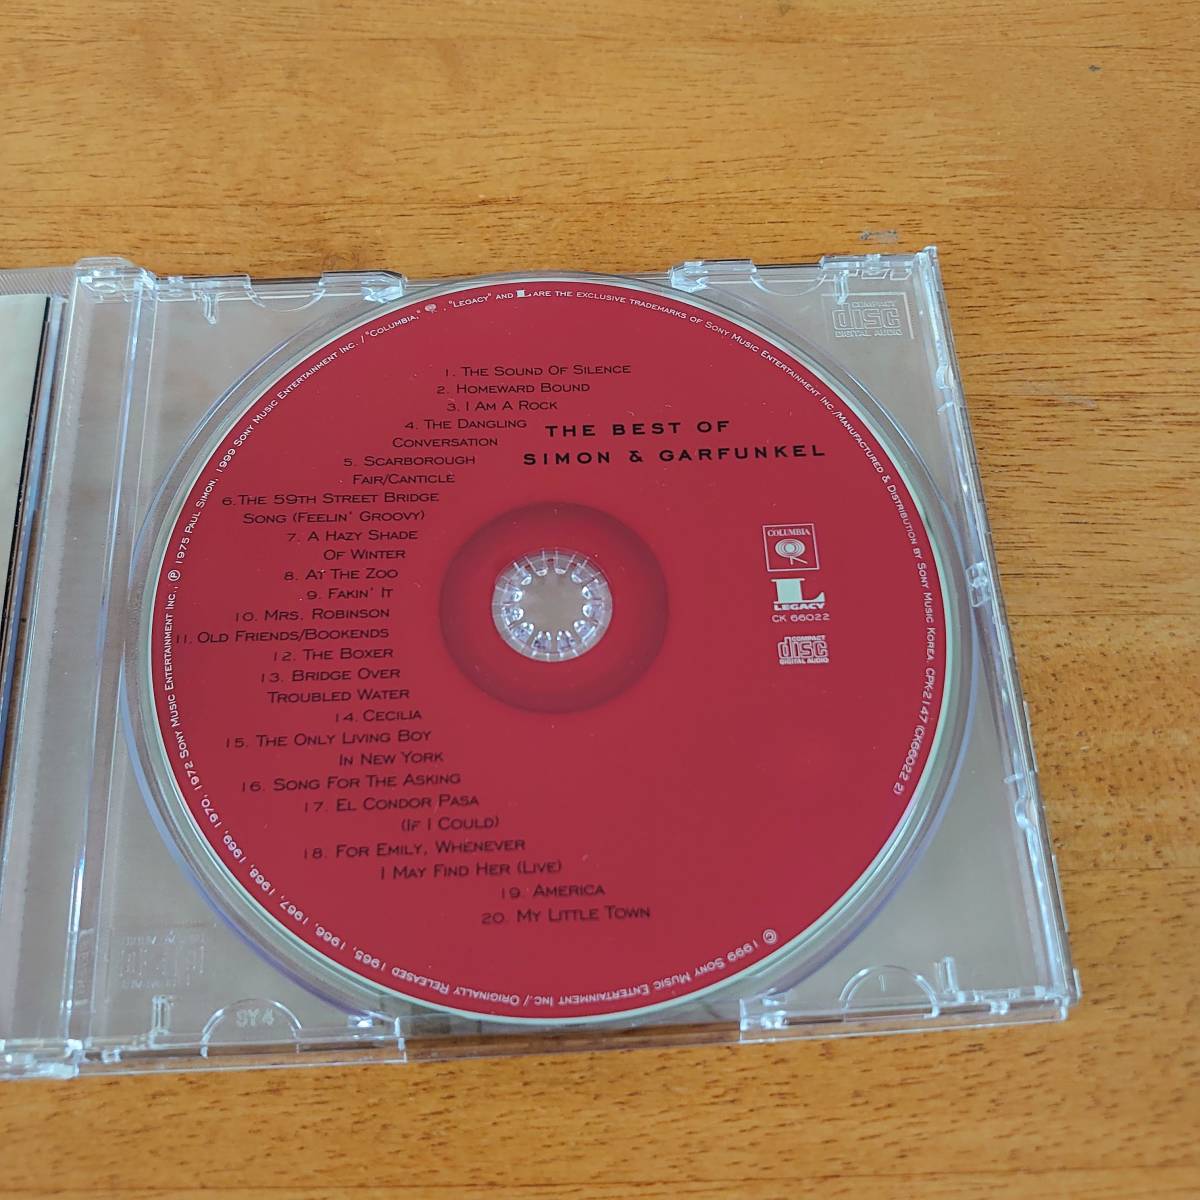 1. THE SOUND OF SILENCE
2. HOMEWARD BOUND
3. I AM A ROCK
4. THE DANGLING
CONVERSATION
5. SCARBOROUGH
FAIR/CANTICLE
6. THE 59TH STREET BRIDGE
SONG (FEELIN' GROOVY)
7. A HAZY SHADE
OF WINTER
8. AT THE ZOO
9. FAKIN' IT
10. MRS. ROBINSON
11. OLD FRIENDS/BOOKENDS
12. THE BOXER
13. BRIDGE OVER
TROUBLED WATER
14. CECILIA
15. THE ONLY LIVING BOY
IN NEW YORK
16. SONG FOR THE ASKING
17. EL CONDOR PASA
(IF I COULD)
18. FOR EMILY, WHENEVER
I MAY FIND HER (LIVE)
19. AMERICA
20. MY LITTLE TOWN
THE BEST OF
SIMON & GARFUNKEL
COLUMBIA
L
LEGACY
CK 66022
COMPACT
disc
DIGITAL AUDIO
© 1999 SONY MUSIC ENTERTAINMENT INC./ ORIGINALLY RELEASED 1965, 1966, 1967, 1968, 1969, 1970, 1972 SONY MUSIC ENTERTAINMENT INC., ℗ 1975 PAUL SIMON, 1999 SONY MUSIC ENTERTAINMENT INC. / "COLUMBIA," , "LEGACY" AND L ARE THE EXCLUSIVE TRADEMARKS OF SONY MUSIC ENTERTAINMENT INC./MANUFACTURED & DISTRIBUTION BY SONY MUSIC KOREA. CPK2147 (CK66022 2)
COMPACT
disc
DIGITAL AUDIO
SY4
1